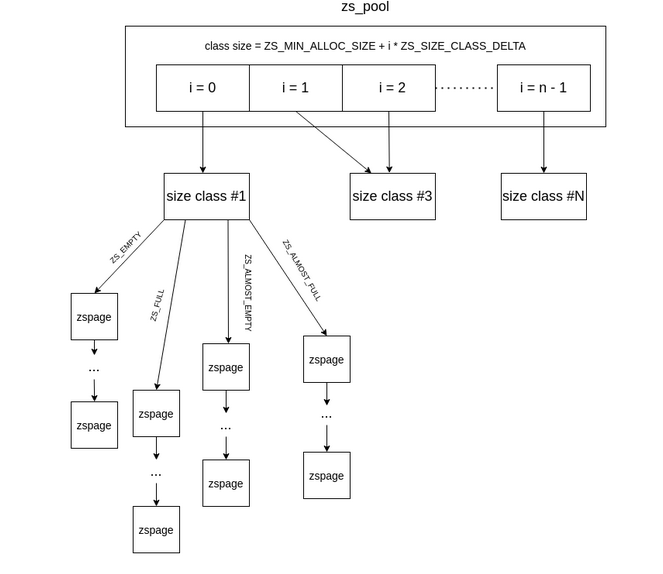 zs_pool
class size = ZS_MIN_ALLOC_SIZE + i * ZS_SIZE_CLASS_DELTA
i = 0
i = 1
i = 2
i = n - 1
size class #1
size class #3
size class #N
ZS_EMPTY
ZS_FULL
ZS_ALMOST_EMPTY
ZS_ALMOST_FULL
zspage
...
zspage
zspage
...
zspage
zspage
...
zspage
zspage
...
zspage